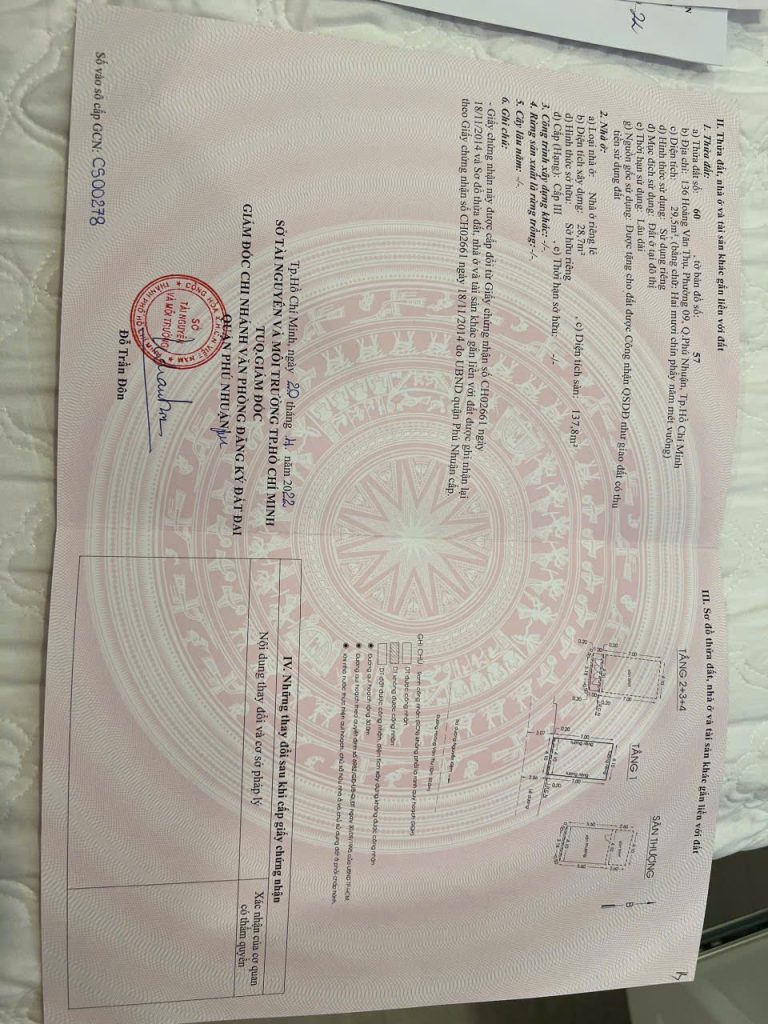 II. Thửa đất, nhà ở và tài sản khác gắn liền với đất
1. Thửa đất:
a) Thửa đất số: 60 , tờ bản đồ số: 57
b) Địa chỉ: 136 Hoàng Văn Thụ, Phường 09, Q.Phú Nhuận, Tp.Hồ Chí Minh
c) Diện tích: 29,5m², (bằng chữ: Hai mươi chín phẩy năm mét vuông)
d) Hình thức sử dụng: Sử dụng riêng
đ) Mục đích sử dụng: Đất ở tại đô thị
e) Thời hạn sử dụng: Lâu dài
g) Nguồn gốc sử dụng: Được tặng cho đất được Công nhận QSDĐ như giao đất có thu
tiền sử dụng đất
2. Nhà ở:
a) Loại nhà ở: Nhà ở riêng lẻ
b) Diện tích xây dựng: 28,7m² , c) Diện tích sàn: 137,8m²
d) Hình thức sở hữu: Sở hữu riêng
đ) Cấp (Hạng): Cấp III , e) Thời hạn sở hữu: -/-
3. Công trình xây dựng khác: -/-
4. Rừng sản xuất là rừng trồng: -/-
5. Cây lâu năm: -/-
6. Ghi chú:
- Giấy chứng nhận này được cấp đổi từ Giấy chứng nhận số CH02661 ngày
18/11/2014 và Sơ đồ thửa đất, nhà ở và tài sản khác gắn liền với đất được ghi nhận lại
theo Giấy chứng nhận số CH02661 ngày 18/11/2014 do UBND quận Phú Nhuận cấp.
Tp.Hồ Chí Minh, ngày 20 tháng 4 năm 2022
SỞ TÀI NGUYÊN VÀ MÔI TRƯỜNG TP.HỒ CHÍ MINH
TUQ.GIÁM ĐỐC
GIÁM ĐỐC CHI NHÁNH VĂN PHÒNG ĐĂNG KÝ ĐẤT ĐAI
QUẬN PHÚ NHUẬN
SỞ
TÀI NGUYÊN
VÀ MÔI TRƯỜNG
Đỗ Trần Đôn
Số vào sổ cấp GCN: CS00278
III. Sơ đồ thửa đất, nhà ở và tài sản khác gắn liền với đất
TẦNG 2+3+4
TẦNG 1
SÂN THƯỢNG
B
GHI CHÚ
IV. Những thay đổi sau khi cấp giấy chứng nhận
Nội dung thay đổi và cơ sở pháp lý
Xác nhận của cơ quan
có thẩm quyền